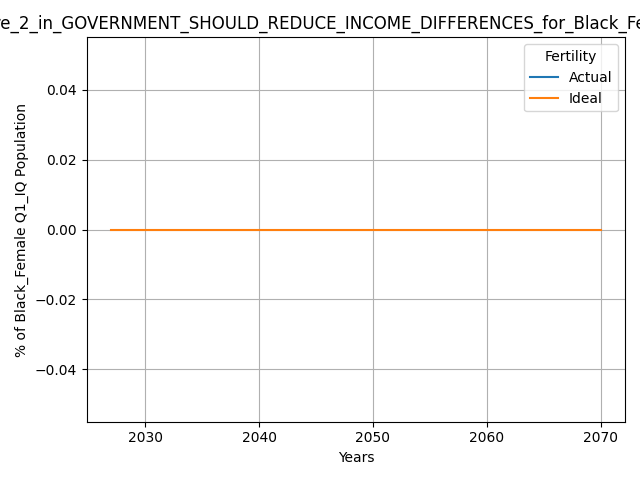 e_2_in_GOVERNMENT_SHOULD_REDUCE_INCOME_DIFFERENCES_for_Black_Fe
Fertility
Actual
Ideal
% of Black_Female Q1_IQ Population
0.04
0.02
0.00
−0.02
−0.04
2030 2040 2050 2060 2070
Years